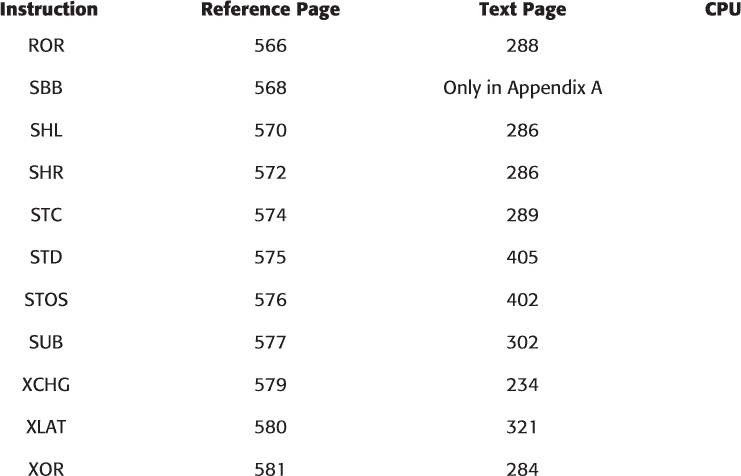 Instruction Reference Page Text Page CPU
ROR 566 288
SBB 568 Only in Appendix A
SHL 570 286
SHR 572 286
STC 574 289
STD 575 405
STOS 576 402
SUB 577 302
XCHG 579 234
XLAT 580 321
XOR 581 284